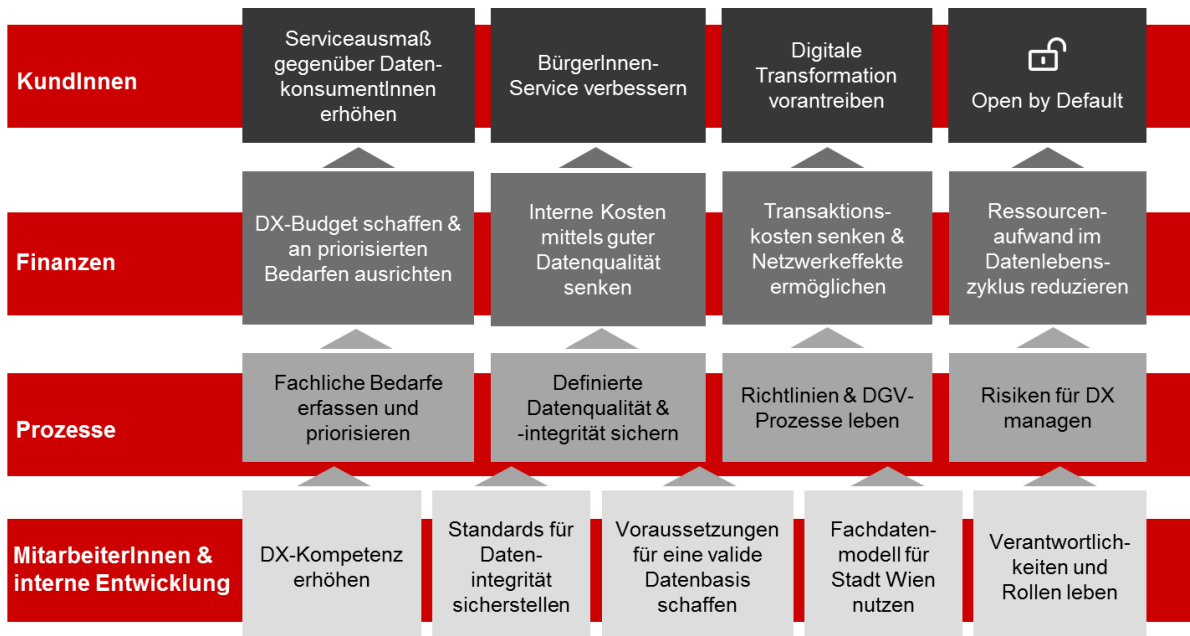 KundInnen
Serviceausmaß
gegenüber Daten-
konsumentInnen
erhöhen
BürgerInnen-
Service verbessern
Digitale
Transformation
vorantreiben
Open by Default
Finanzen
DX-Budget schaffen &
an priorisierten
Bedarfen ausrichten
Interne Kosten
mittels guter
Datenqualität
senken
Transaktions-
kosten senken &
Netzwerkeffekte
ermöglichen
Ressourcen-
aufwand im
Datenlebens-
zyklus reduzieren
Prozesse
Fachliche Bedarfe
erfassen und
priorisieren
Definierte
Datenqualität &
-integrität sichern
Richtlinien & DGV-
Prozesse leben
Risiken für DX
managen
MitarbeiterInnen &
interne Entwicklung
DX-Kompetenz
erhöhen
Standards für
Daten-
integrität
sicherstellen
Voraussetzungen
für eine valide
Datenbasis
schaffen
Fachdaten-
modell für
Stadt Wien
nutzen
Verantwortlich-
keiten und
Rollen leben